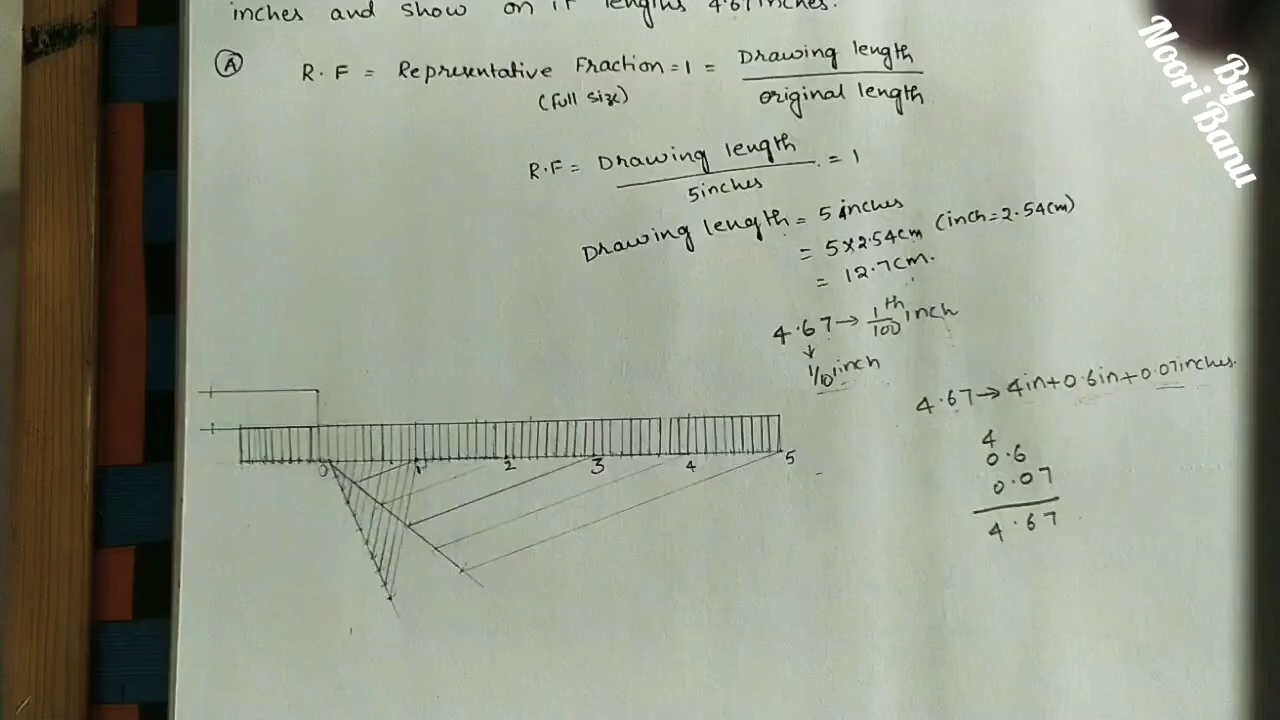 inches and show on it lengths 4.67 inches.
A
R.F = Representative Fraction = 1 = Drawing length
(full size)
original length
R.F = Drawing length = 1
5inches
Drawing length = 5 inches
= 5×2.54cm (inch=2.54cm)
= 12.7cm.
4.67→ 1/100 th inch
↓
1/10 inch
4.67→ 4in+0.6in+0.07inches.
4
0.6
0.07
4.67
0 1 2 3 4 5
By
Noori Banu